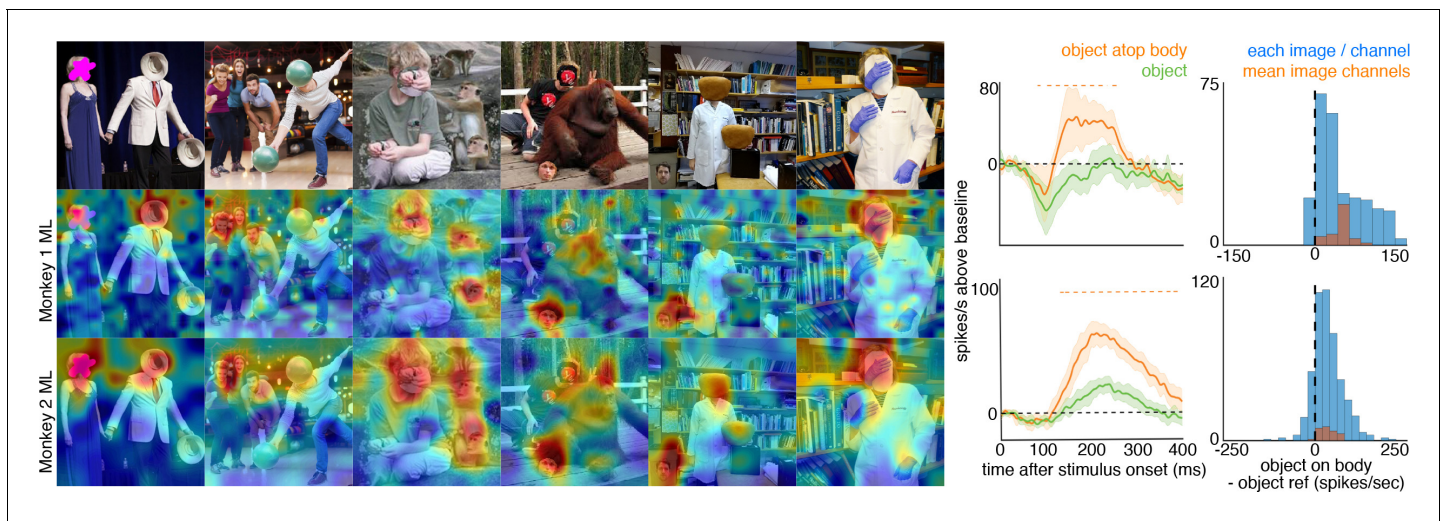 object atop body
object
each image / channel
mean image channels
Monkey 1 ML
Monkey 2 ML
spikes/s above baseline
80
0
75
0
-150
0
150
100
0
0
100
200
300
400
time after stimulus onset (ms)
120
0
-250
0
250
object on body
- object ref (spikes/sec)